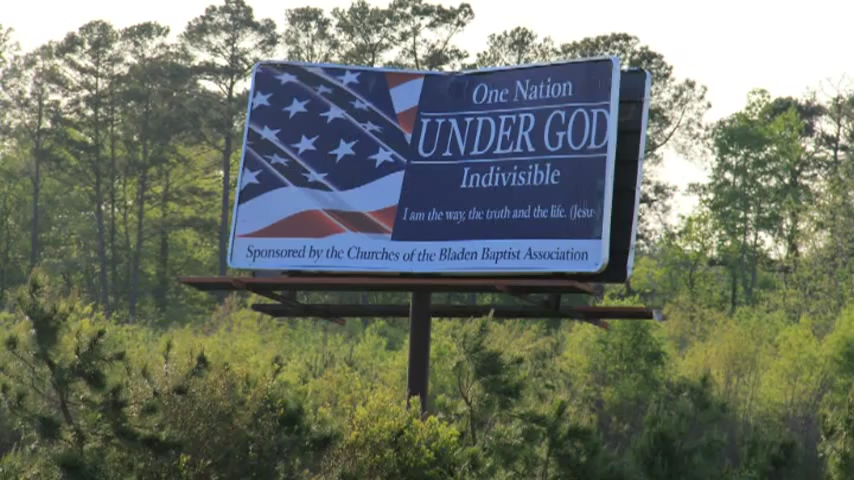 One Nation
UNDER GOD
Indivisible
I am the way, the truth and the life. (Jesu
Sponsored by the Churches of the Bladen Baptist Association